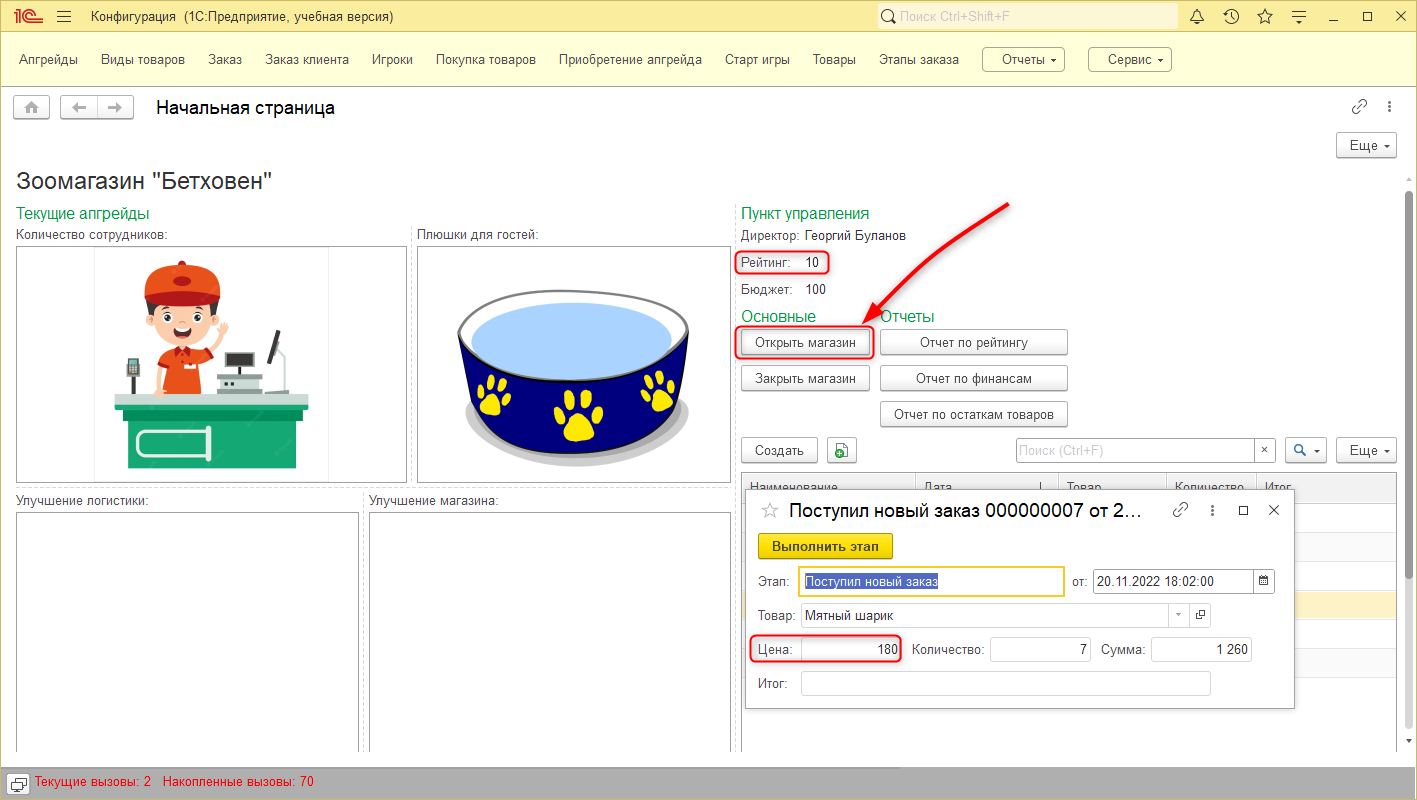 1С Конфигурация (1С:Предприятие, учебная версия) Поиск Ctrl+Shift+F
Апгрейды Виды товаров Заказ Заказ клиента Игроки Покупка товаров Приобретение апгрейда Старт игры Товары Этапы заказа Отчеты Сервис
Начальная страница
Еще
Зоомагазин "Бетховен"
Текущие апгрейды
Количество сотрудников:
Плюшки для гостей:
Улучшение логистики:
Улучшение магазина:
Пункт управления
Директор: Георгий Буланов
Рейтинг: 10
Бюджет: 100
Основные Отчеты
Открыть магазин Отчет по рейтингу
Закрыть магазин Отчет по финансам
Отчет по остаткам товаров
Создать Поиск (Ctrl+F) × Еще
Наименование Дата Товар Количество Итог
Поступил новый заказ 000000007 от 2...
Выполнить этап
Этап: Поступил новый заказ от: 20.11.2022 18:02:00
Товар: Мятный шарик
Цена: 180 Количество: 7 Сумма: 1 260
Итог:
Текущие вызовы: 2 Накопленные вызовы: 70